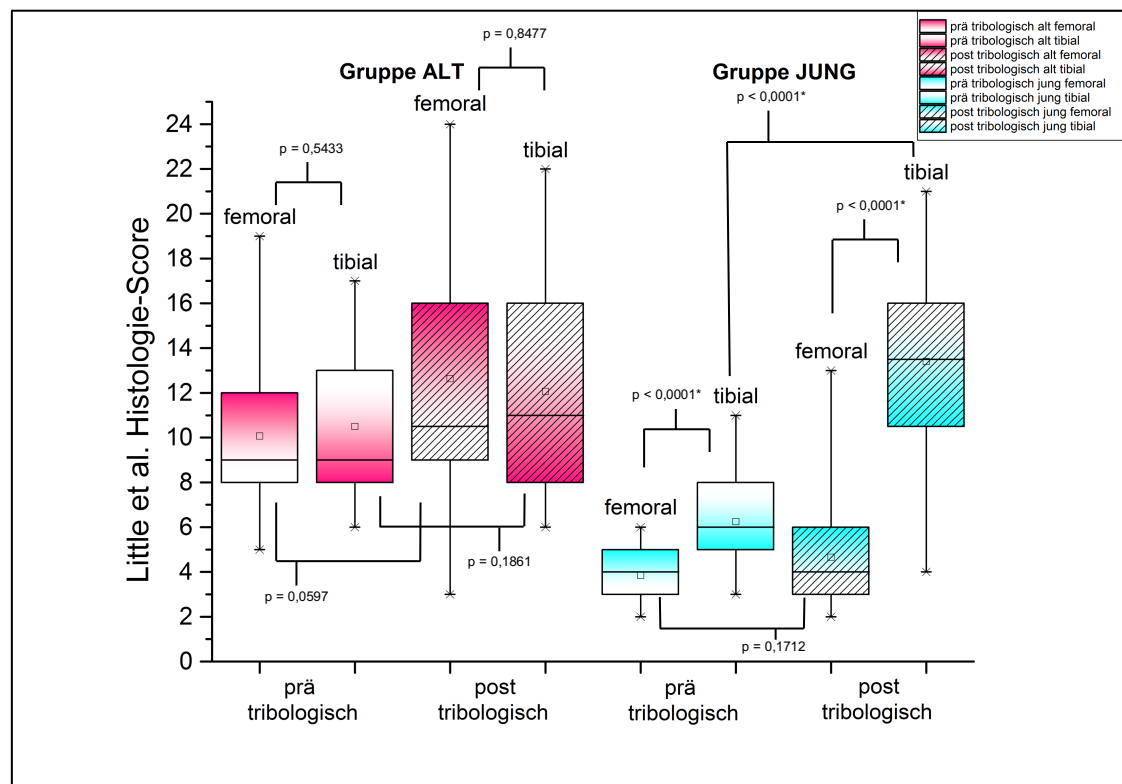 p = 0,8477
Gruppe ALT
Gruppe JUNG
prä tribologisch alt femoral
prä tribologisch alt tibial
post tribologisch alt femoral
post tribologisch alt tibial
prä tribologisch jung femoral
prä tribologisch jung tibial
post tribologisch jung femoral
post tribologisch jung tibial
femoral
p < 0,0001*
p = 0,5433
tibial
tibial
femoral
p < 0,0001*
tibial
femoral
p < 0,0001*
tibial
femoral
p = 0,1861
p = 0,0597
p = 0,1712
Little et al. Histologie-Score
24
22
20
18
16
14
12
10
8
6
4
2
0
prä
tribologisch
post
tribologisch
prä
tribologisch
post
tribologisch